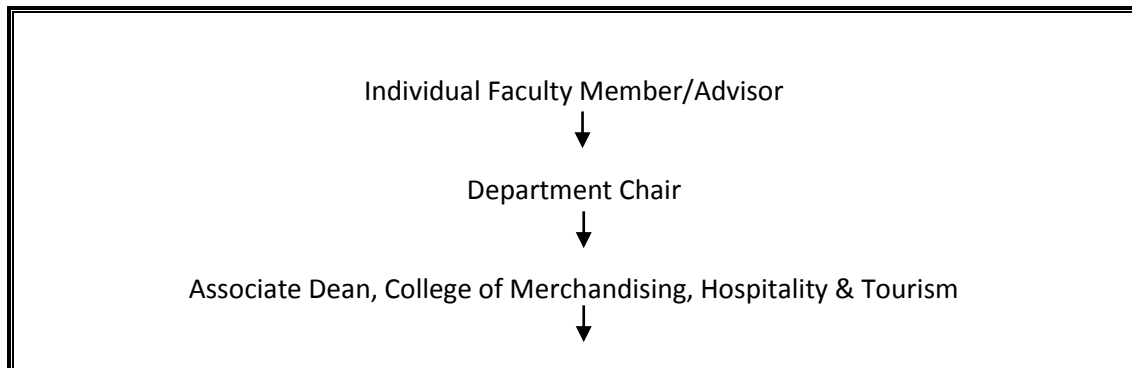 Individual Faculty Member/Advisor
Department Chair
Associate Dean, College of Merchandising, Hospitality & Tourism